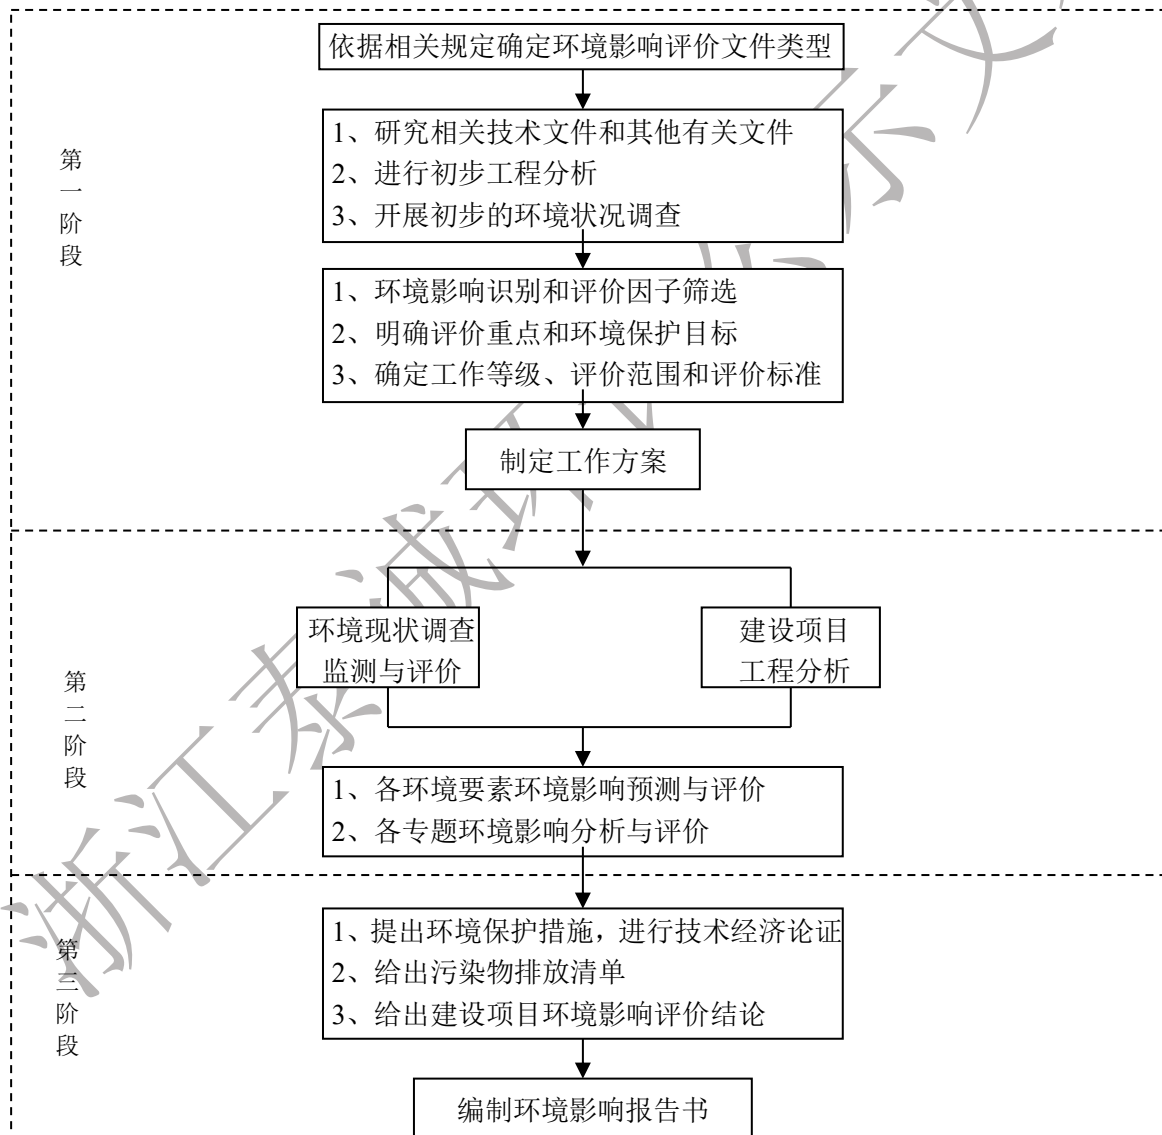 依据相关规定确定环境影响评价文件类型
1、研究相关技术文件和其他有关文件
2、进行初步工程分析
3、开展初步的环境状况调查
第一阶段
1、环境影响识别和评价因子筛选
2、明确评价重点和环境保护目标
3、确定工作等级、评价范围和评价标准
制定工作方案
环境现状调查
监测与评价
建设项目
工程分析
第二阶段
1、各环境要素环境影响预测与评价
2、各专题环境影响分析与评价
1、提出环境保护措施，进行技术经济论证
2、给出污染物排放清单
3、给出建设项目环境影响评价结论
第三阶段
编制环境影响报告书
浙江泰诚环
示文